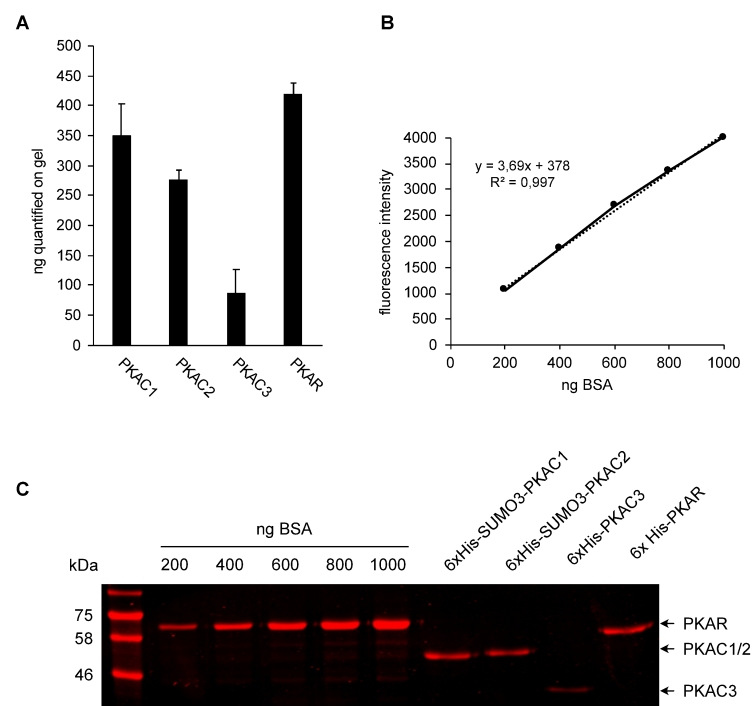 A
500
450
400
350
300
250
200
150
100
50
0
ng quantified on gel
PKAC1
PKAC2
PKAC3
PKAR
B
4000
3500
3000
2500
2000
1500
1000
500
0
fluorescence intensity
y = 3,69x + 378
R² = 0,997
0 200 400 600 800 1000
ng BSA
C
ng BSA
kDa
200 400 600 800 1000
6xHis-SUMO3-PKAC1
6xHis-SUMO3-PKAC2
6xHis-PKAC3
6x His-PKAR
75
58
46
PKAR
PKAC1/2
PKAC3